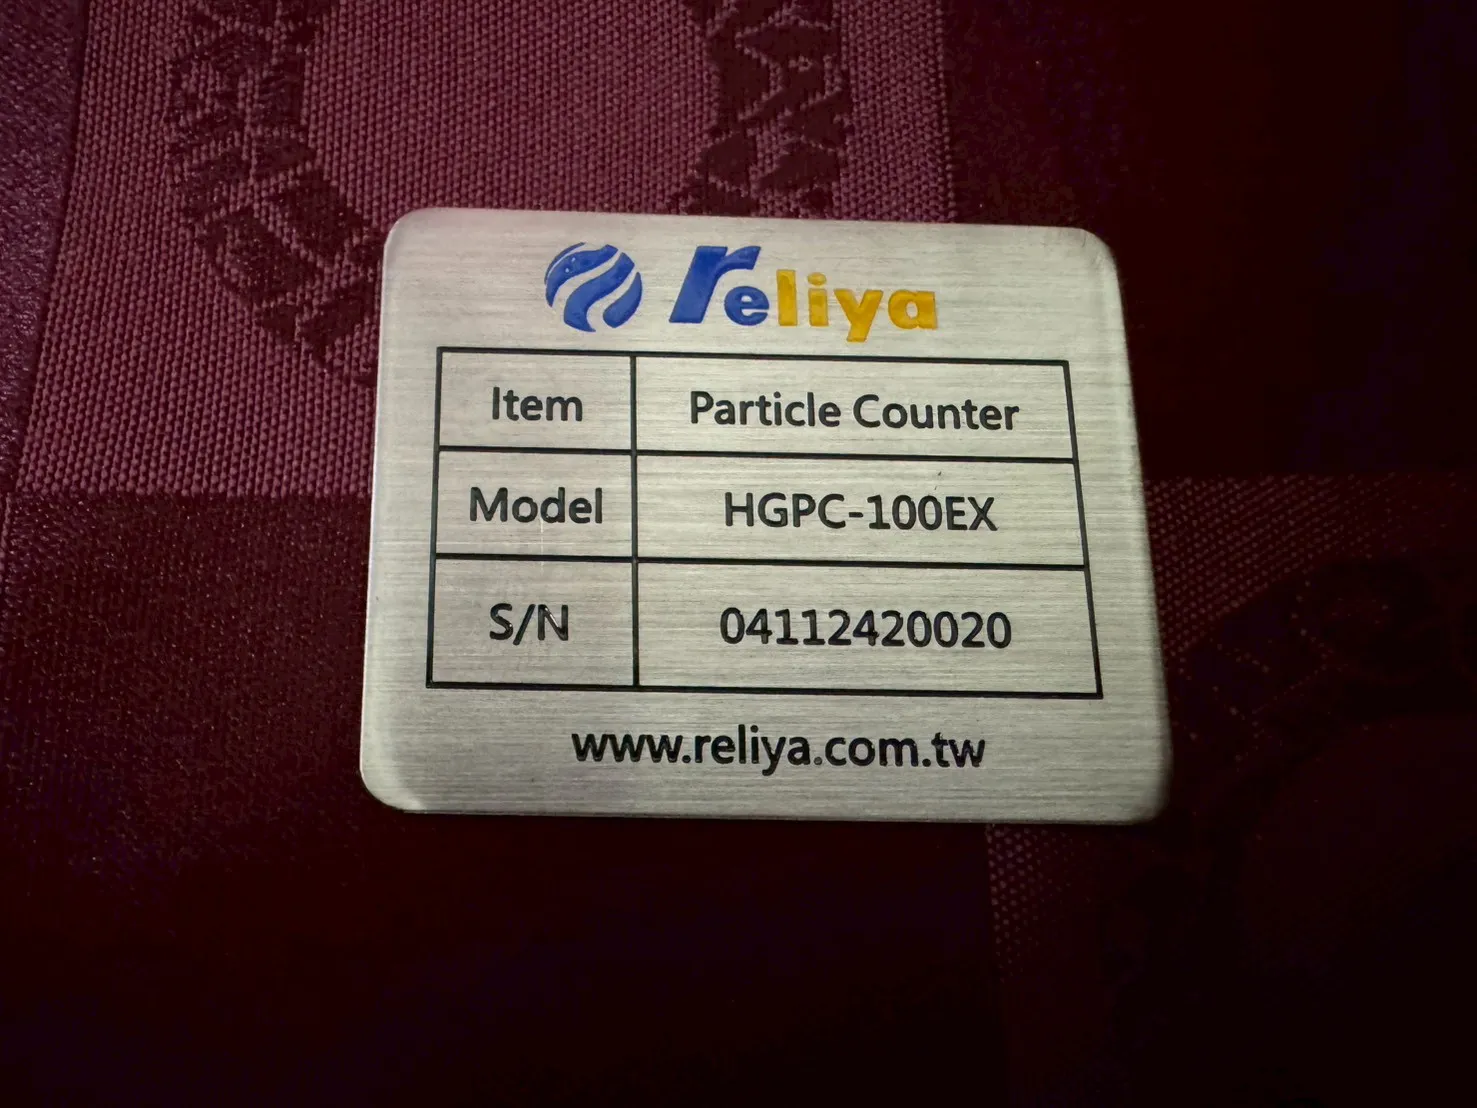 reliya
Item Particle Counter
Model HGPC-100EX
S/N 04112420020
www.reliya.com.tw